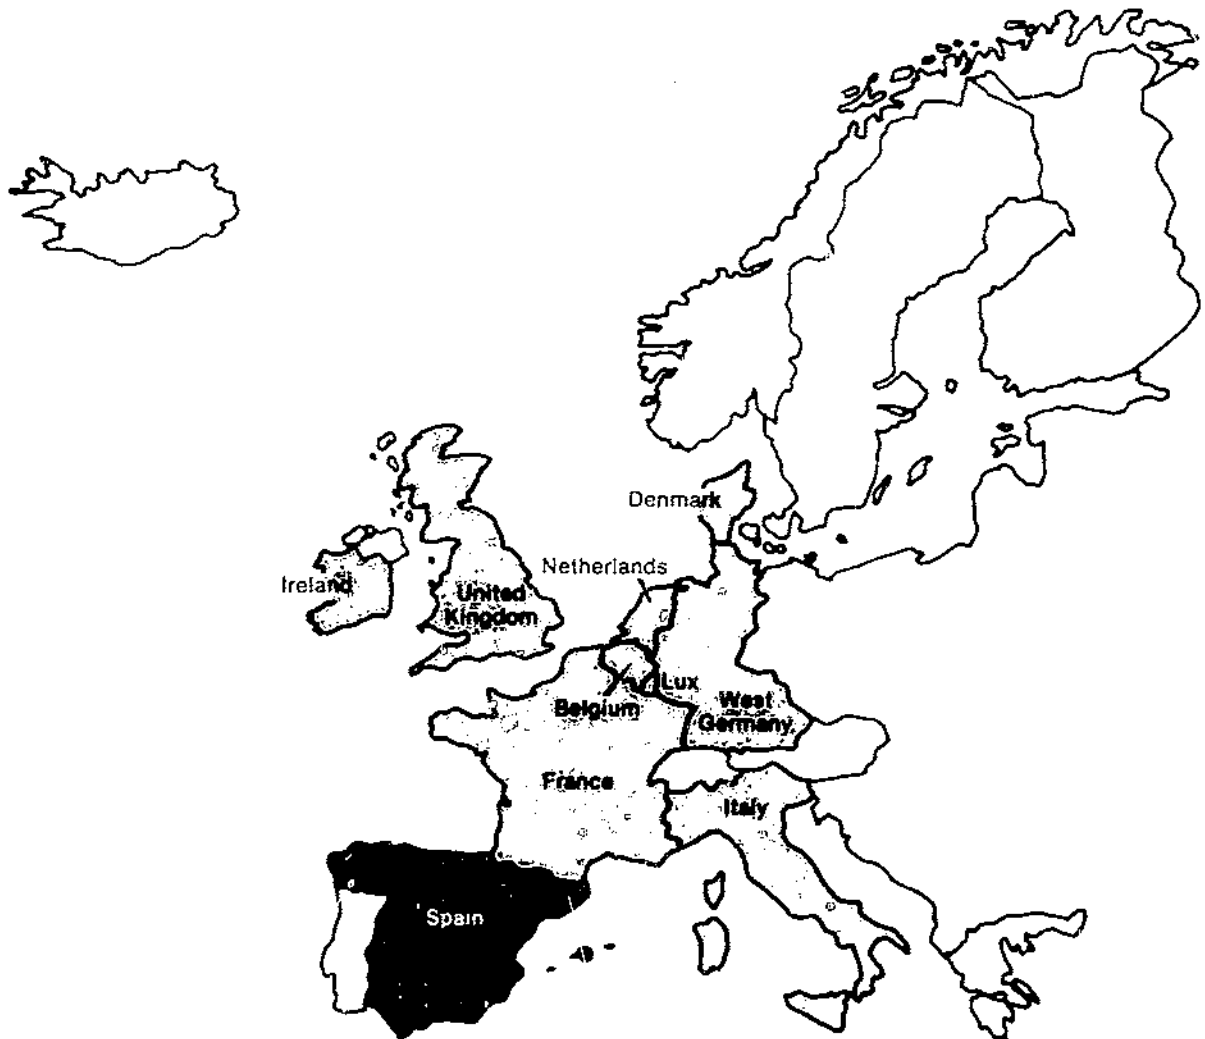 Denmark
Netherlands
Ireland
United
Kingdom
Lux
Belgium
West
Germany
France
Italy
Spain